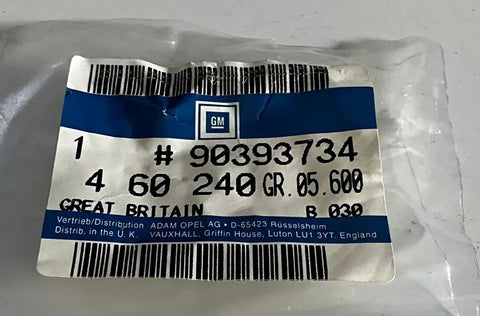 GM
1 # 90393734
4 60 240 GR.05.600
GREAT BRITAIN B 030
Vertrieb/Distribution ADAM OPEL AG • D-65423 Rüsselsheim
Distrib. in the U.K. VAUXHALL, Griffin House, Luton LU1 3YT, England